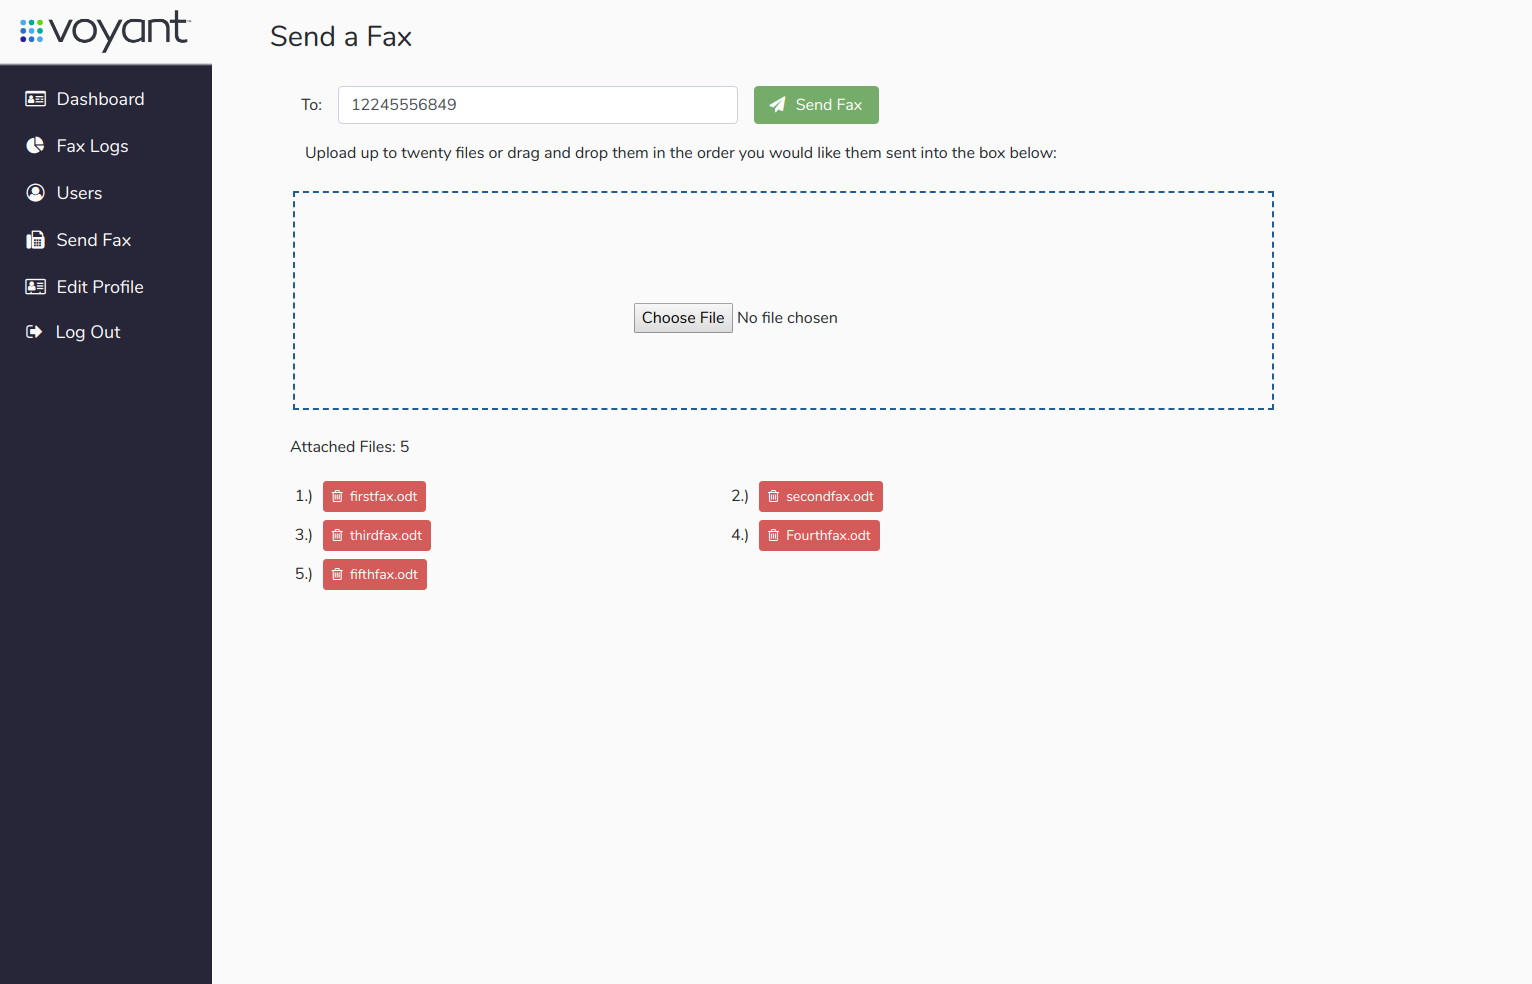 voyant™
Dashboard
Fax Logs
Users
Send Fax
Edit Profile
Log Out
Send a Fax
To: 12245556849 Send Fax
Upload up to twenty files or drag and drop them in the order you would like them sent into the box below:
Choose File No file chosen
Attached Files: 5
1.) firstfax.odt 2.) secondfax.odt
3.) thirdfax.odt 4.) Fourthfax.odt
5.) fifthfax.odt